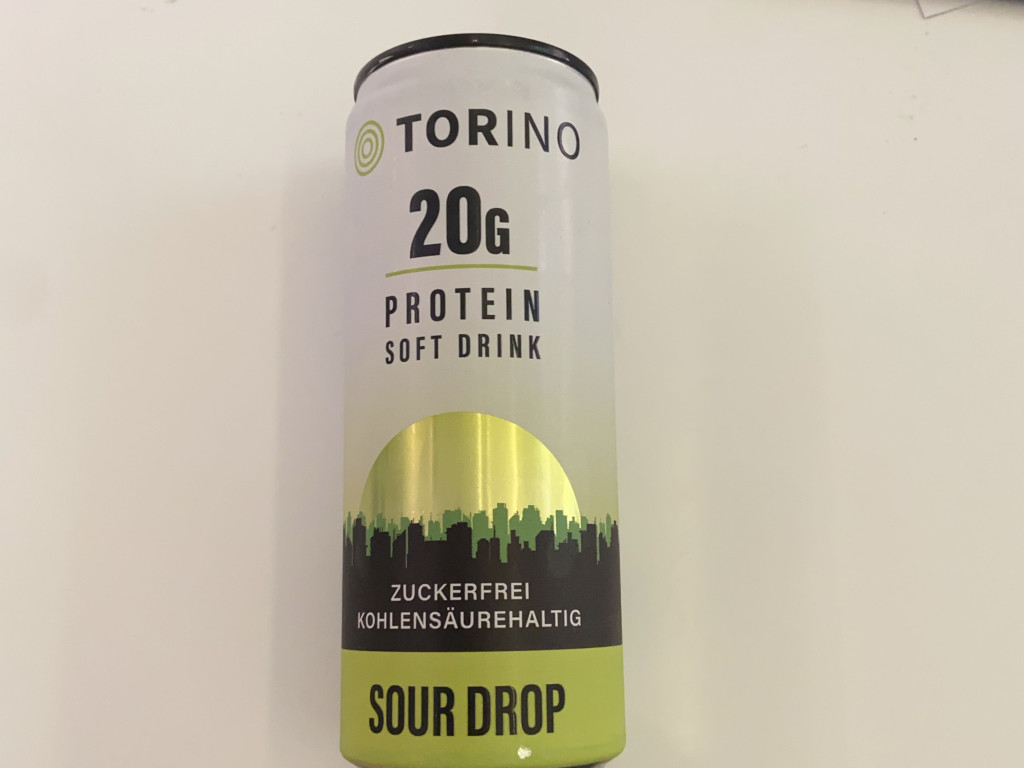 TORINO
20G
PROTEIN
SOFT DRINK
ZUCKERFREI
KOHLENSÄUREHALTIG
SOUR DROP